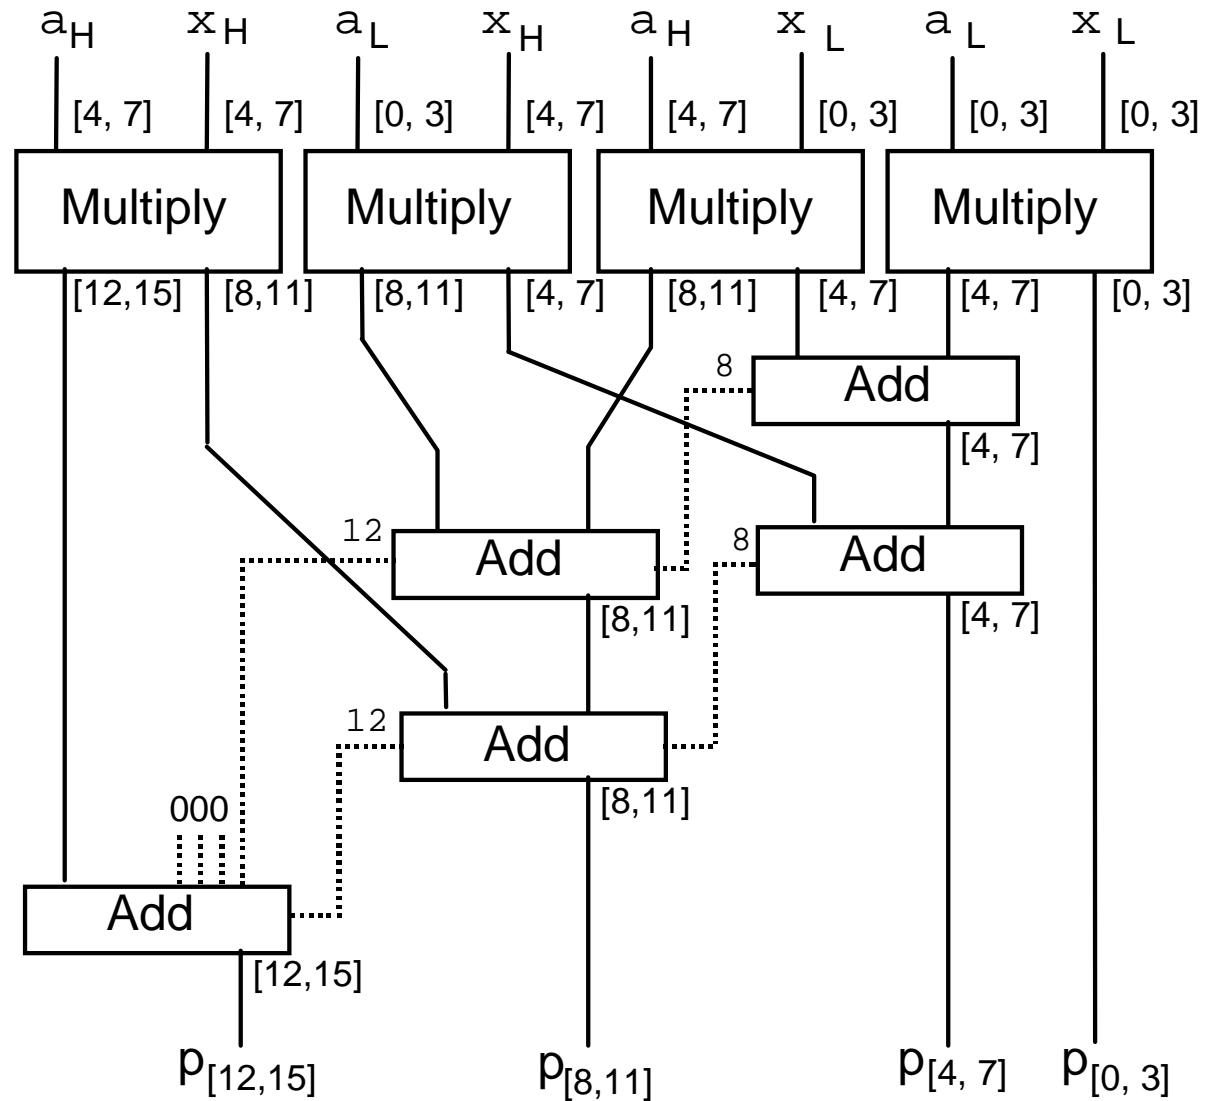 aH xH aL xH aH xL aL xL
[4, 7] [4, 7] [0, 3] [4, 7] [4, 7] [0, 3] [0, 3] [0, 3]
Multiply Multiply Multiply Multiply
[12,15] [8,11] [8,11] [4, 7] [8,11] [4, 7] [4, 7] [0, 3]
8 Add
[4, 7]
12 Add 8 Add
[8,11] [4, 7]
12 Add
[8,11]
000
Add
[12,15]
p[12,15] p[8,11] p[4, 7] p[0, 3]